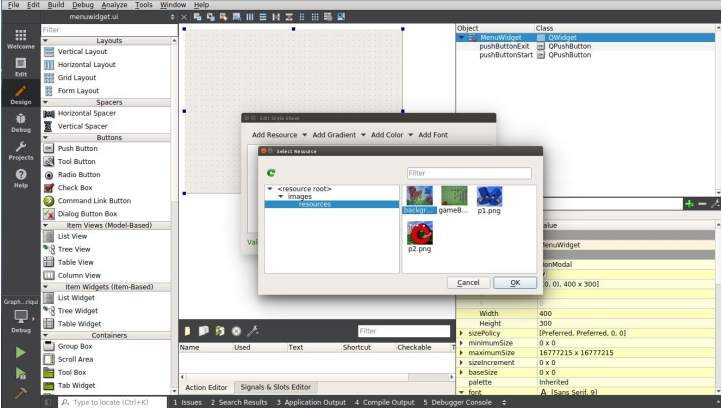 File Edit Build Debug Analyze Tools Window Help
menuwidget.ui
Filter
Layouts
Vertical Layout
Horizontal Layout
Grid Layout
Form Layout
Spacers
Horizontal Spacer
Vertical Spacer
Buttons
Push Button
Tool Button
Radio Button
Check Box
Command Link Button
Dialog Button Box
Item Views (Model-Based)
List View
Tree View
Table View
Column View
Item Widgets (Item-Based)
List Widget
Tree Widget
Table Widget
Containers
Group Box
Scroll Area
Tool Box
Tab Widget
Welcome
Edit
Design
Debug
Projects
Help
Graph...riqui
Debug
Object Class
MenuWidget QWidget
pushButtonExit QPushButton
pushButtonStart QPushButton
Edit Style Sheet
Add Resource Add Gradient Add Color Add Font
Val
Select Resource
Filter
<resource root>
images
resources
backgr... gameB... p1.png
p2.png
Cancel OK
alue
MenuWidget
onModal
0, 0), 400 x 300]
Y 0
Width 400
Height 300
sizePolicy [Preferred, Preferred, 0, 0]
minimumSize 0 x 0
maximumSize 16777215 x 16777215
sizeIncrement 0 x 0
baseSize 0 x 0
palette Inherited
font A [Sans Serif, 9]
Filter
Name Used Text Shortcut Checkable T
Action Editor Signals & Slots Editor
Type to locate (Ctrl+K) 1 Issues 2 Search Results 3 Application Output 4 Compile Output 5 Debugger Console